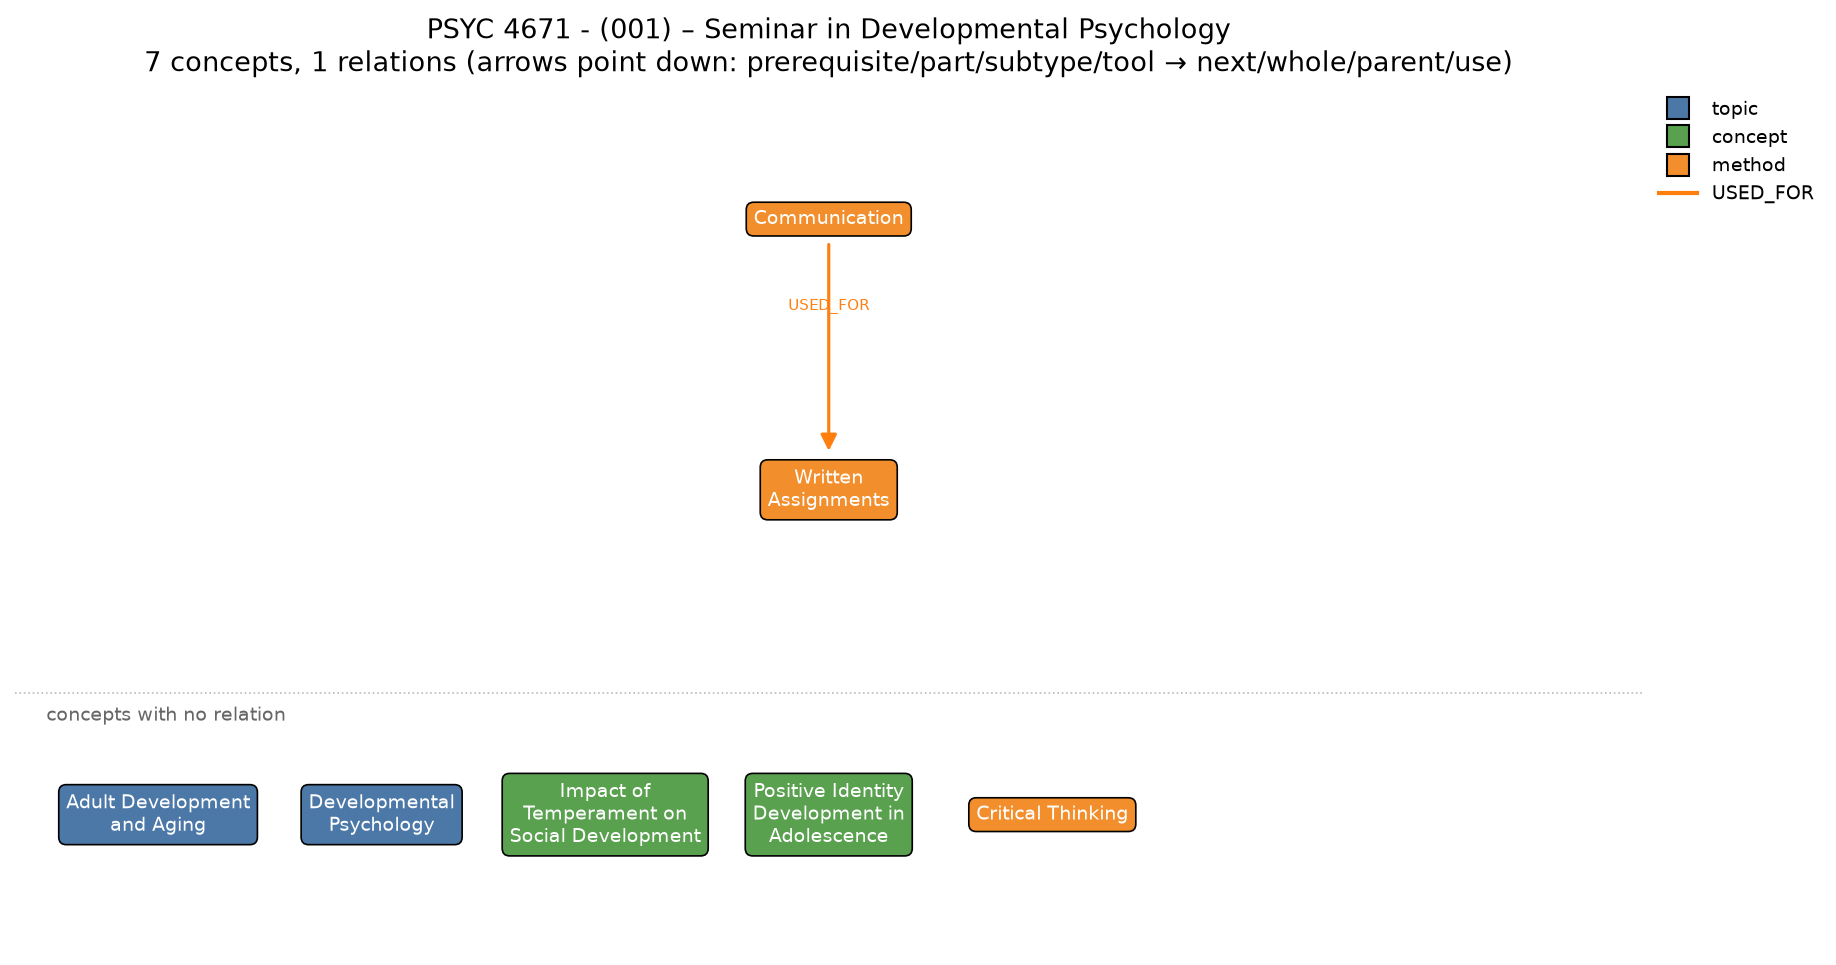 PSYC 4671 - (001) – Seminar in Developmental Psychology
7 concepts, 1 relations (arrows point down: prerequisite/part/subtype/tool → next/whole/parent/use)
topic
concept
method
USED_FOR
Communication
USED_FOR
Written
Assignments
concepts with no relation
Adult Development
and Aging
Developmental
Psychology
Impact of
Temperament on
Social Development
Positive Identity
Development in
Adolescence
Critical Thinking